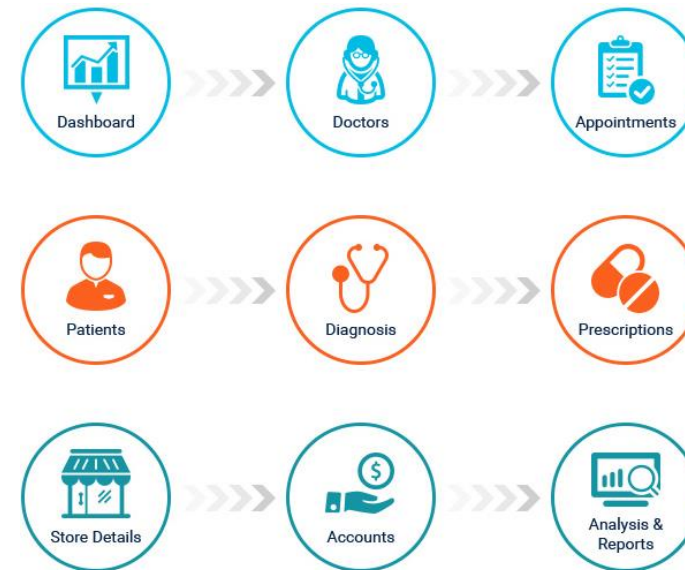 Dashboard
Doctors
Appointments
Patients
Diagnosis
Prescriptions
Store Details
Accounts
Analysis &
Reports